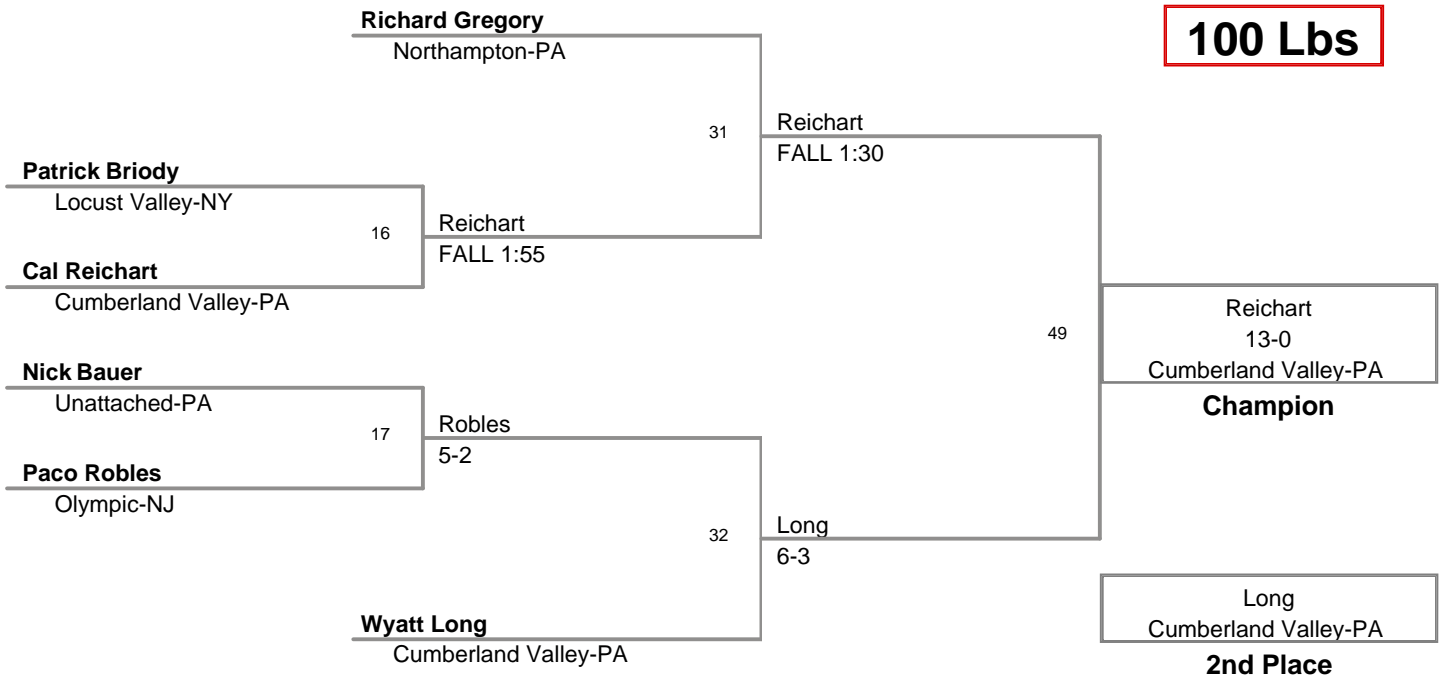 Richard Gregory
Northampton-PA
100 Lbs
31
Reichart
FALL 1:30
Patrick Briody
Locust Valley-NY
16
Reichart
FALL 1:55
Cal Reichart
Cumberland Valley-PA
49
Reichart
13-0
Cumberland Valley-PA
Champion
Nick Bauer
Unattached-PA
17
Robles
5-2
Paco Robles
Olympic-NJ
32
Long
6-3
Wyatt Long
Cumberland Valley-PA
Long
Cumberland Valley-PA
2nd Place